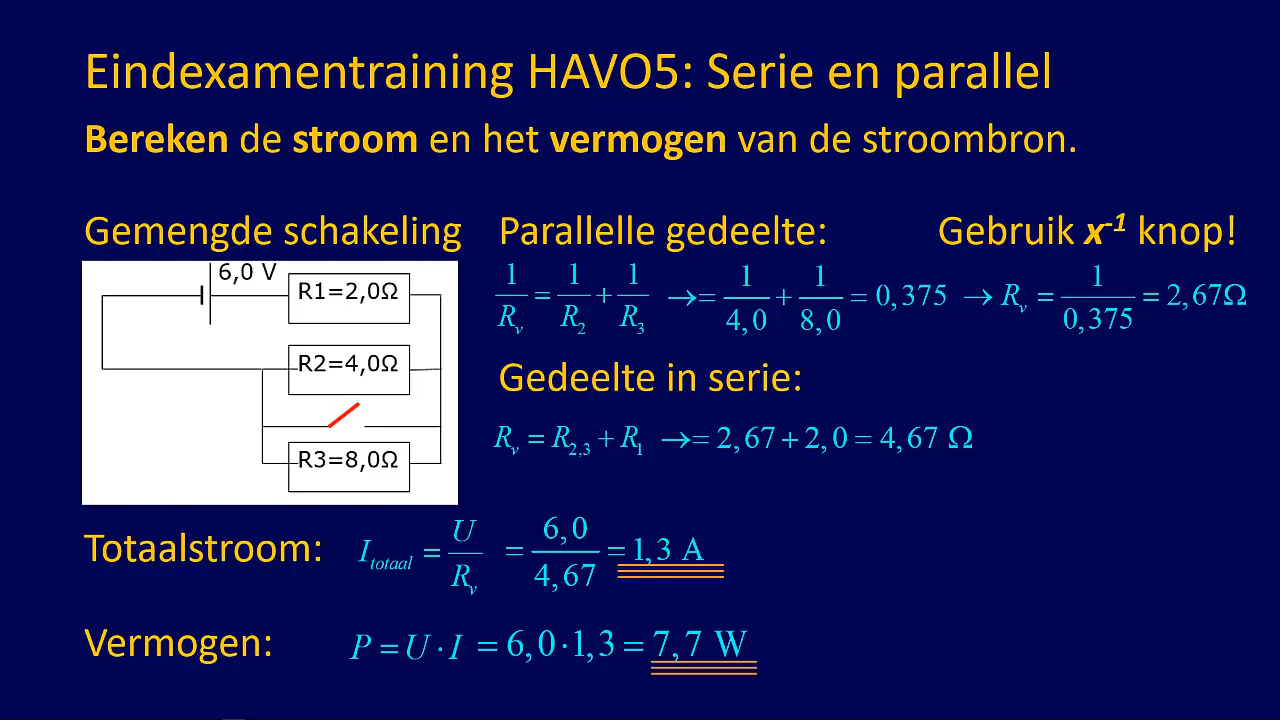 Eindexamentraining HAVO5: Serie en parallel
Bereken de stroom en het vermogen van de stroombron.
Gemengde schakeling
6,0 V
R1=2,0Ω
R2=4,0Ω
R3=8,0Ω
Parallelle gedeelte: Gebruik x⁻¹ knop!
1/Rᵥ = 1/R₂ + 1/R₃ → = 1/4,0 + 1/8,0 = 0,375 → Rᵥ = 1/0,375 = 2,67Ω
Gedeelte in serie:
Rᵥ = R₂,₃ + R₁ → = 2,67 + 2,0 = 4,67 Ω
Totaalstroom: I_totaal = U/Rᵥ = 6,0/4,67 = 1,3 A
Vermogen: P = U · I = 6,0 · 1,3 = 7,7 W